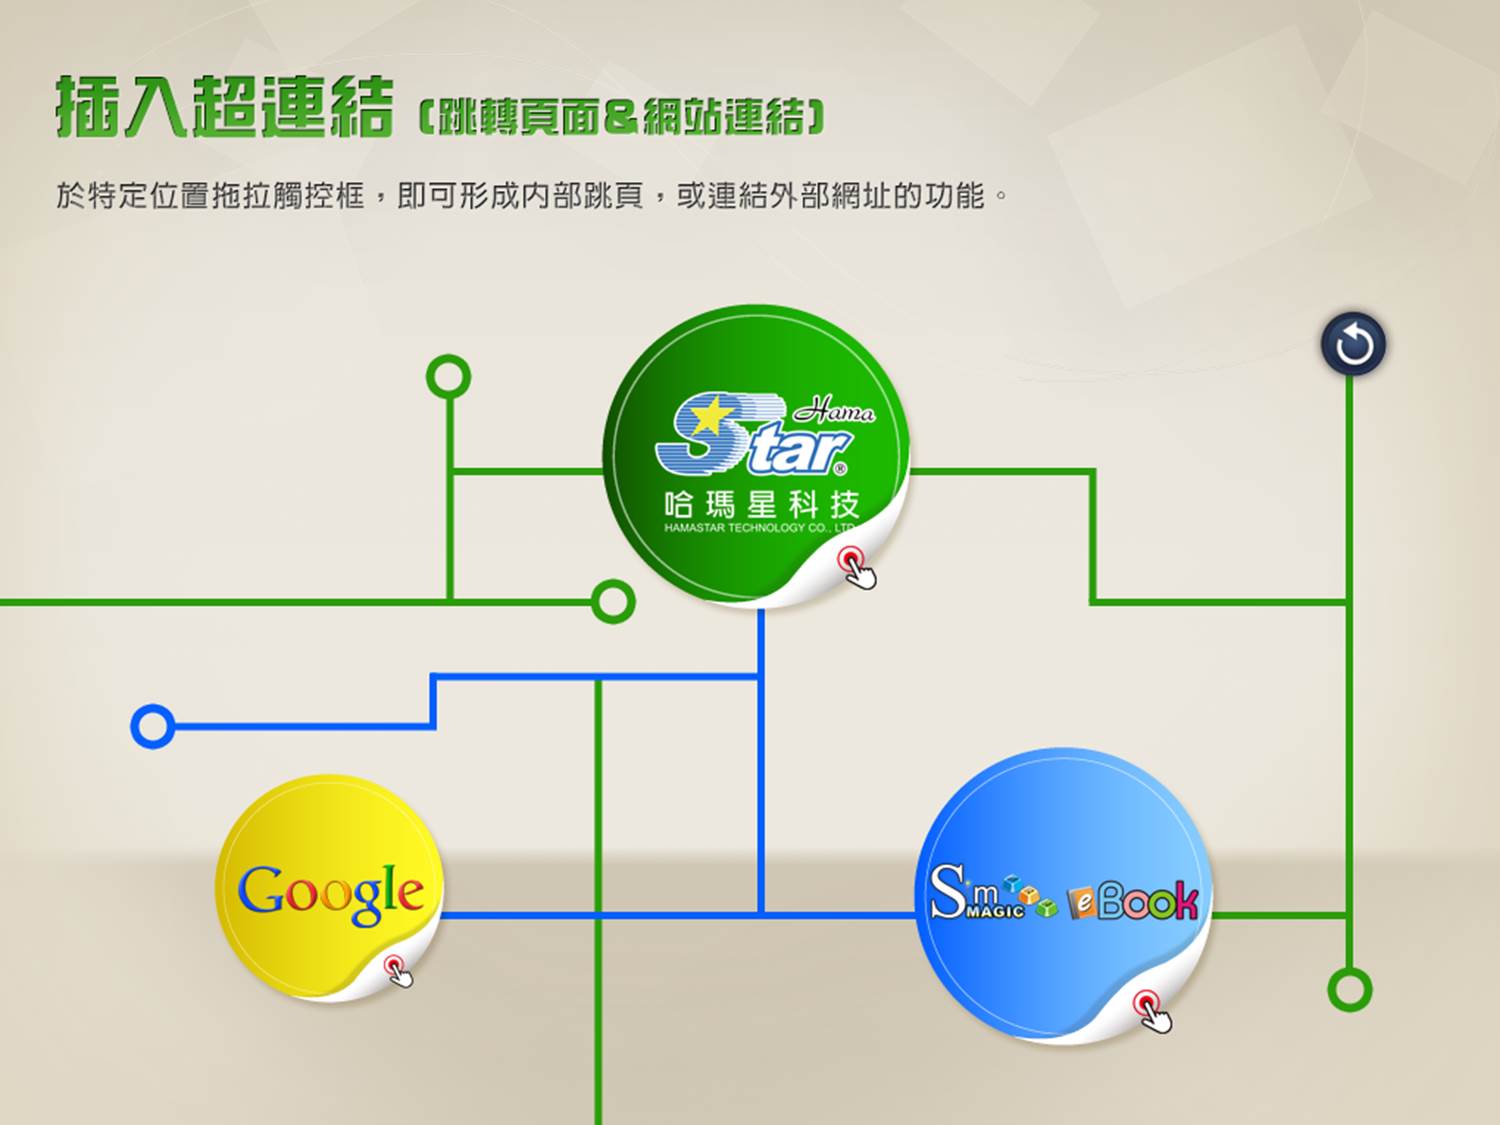 插入超連結 (跳轉頁面&網站連結)
於特定位置拖拉觸控框，即可形成内部跳頁，或連結外部網址的功能。
Hama
Star®
哈瑪星科技
HAMASTAR TECHNOLOGY CO., LTD.
Google
SimMAGIC eBook